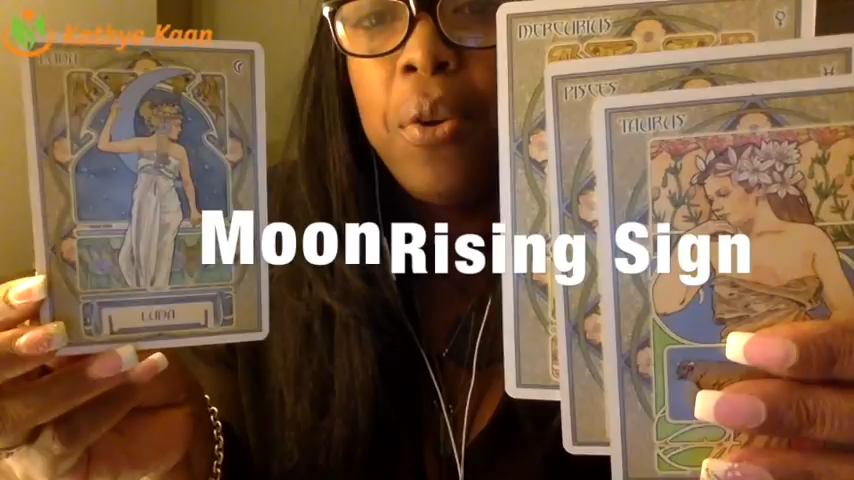 Kathye Kaan
LUNA
MERCURIUS
PISCES
TAURUS
Moon Rising Sign
LUNA